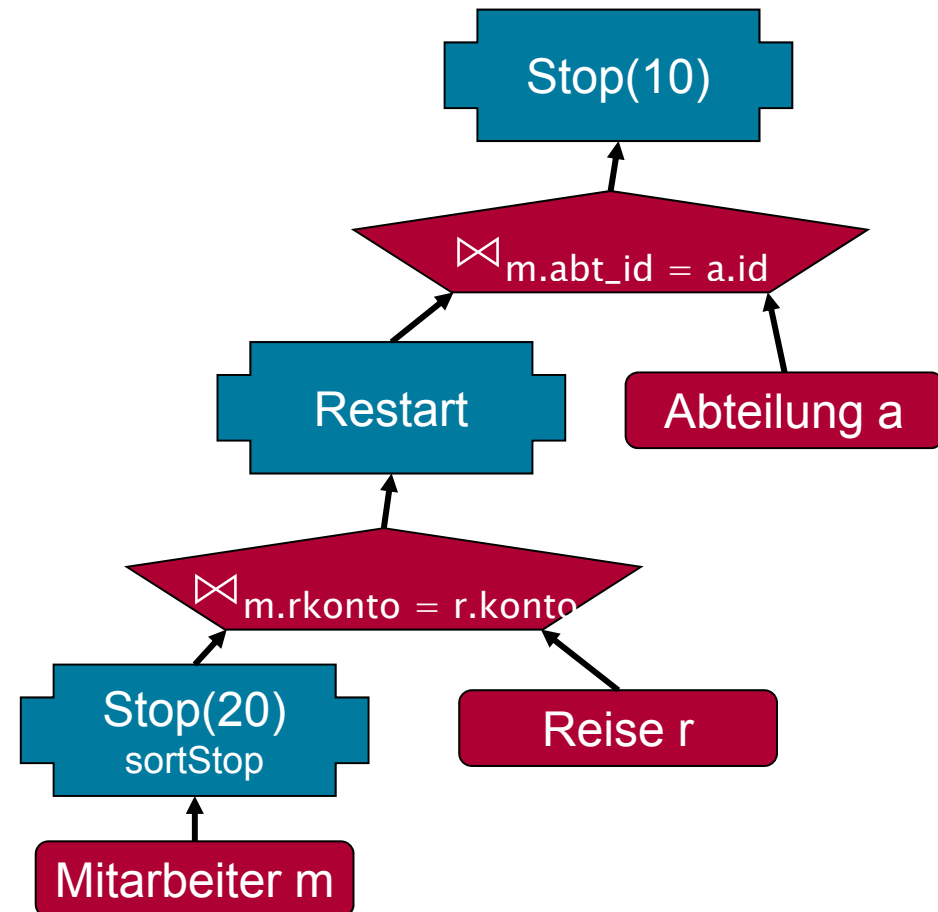 Stop(10)
⋈m.abt_id = a.id
Restart
Abteilung a
⋈m.rkonto = r.konto
Stop(20)
sortStop
Reise r
Mitarbeiter m